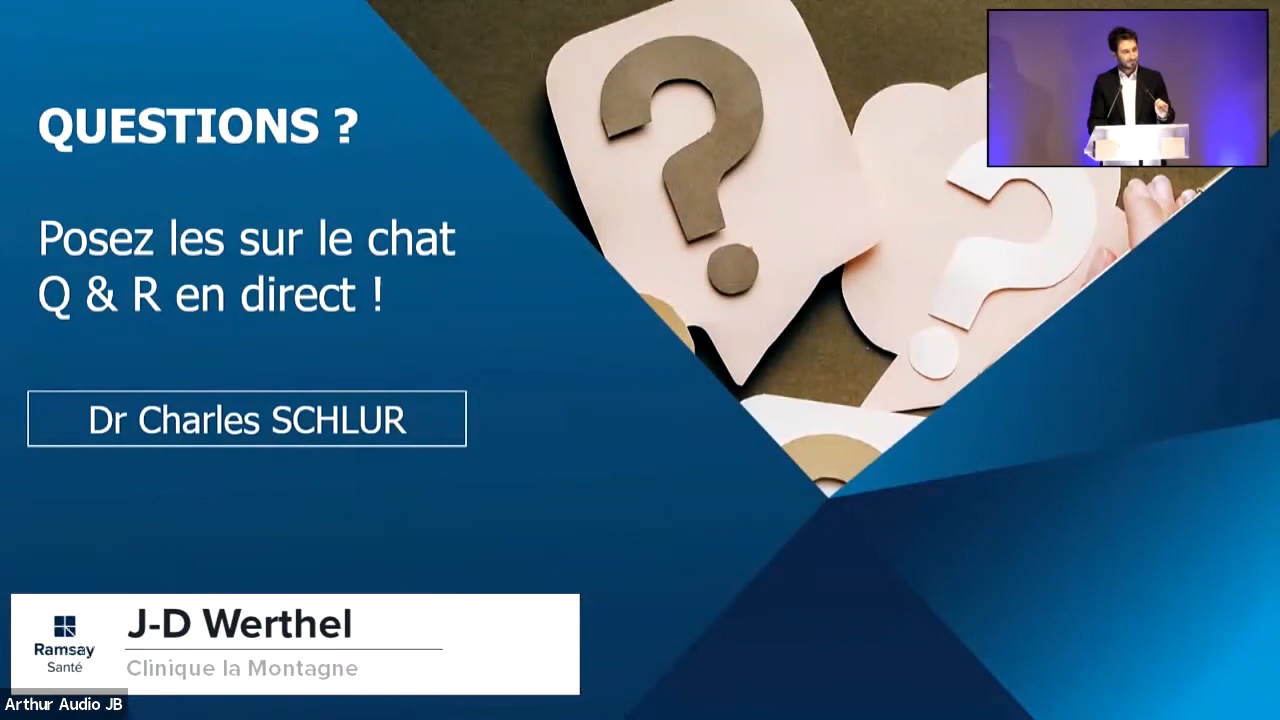 QUESTIONS ?
Posez les sur le chat
Q & R en direct !
Dr Charles SCHLUR
J-D Werthel
Ramsay
Santé
Clinique la Montagne
Arthur Audio JB